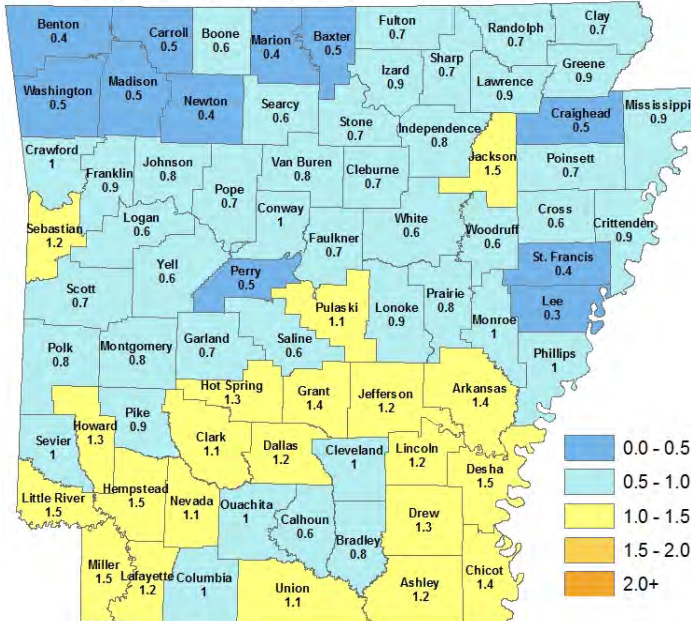 Benton
0.4
Carroll
0.5
Boone
0.6
Marion
0.4
Baxter
0.5
Fulton
0.7
Randolph
0.7
Clay
0.7
Washington
0.5
Madison
0.5
Newton
0.4
Searcy
0.6
Stone
0.7
Izard
0.9
Sharp
0.7
Lawrence
0.9
Greene
0.9
Independence
0.8
Craighead
0.5
Mississippi
0.9
Crawford
1
Franklin
0.9
Johnson
0.8
Pope
0.7
Van Buren
0.8
Cleburne
0.7
Jackson
1.5
Poinsett
0.7
Sebastian
1.2
Logan
0.6
Conway
1
Faulkner
0.7
White
0.6
Woodruff
0.6
Cross
0.6
Crittenden
0.9
Scott
0.7
Yell
0.6
Perry
0.5
Pulaski
1.1
Lonoke
0.9
Prairie
0.8
Monroe
1
St. Francis
0.4
Lee
0.3
Phillips
1
Polk
0.8
Montgomery
0.8
Garland
0.7
Saline
0.6
Hot Spring
1.3
Grant
1.4
Jefferson
1.2
Arkansas
1.4
Sevier
1
Howard
1.3
Pike
0.9
Clark
1.1
Dallas
1.2
Cleveland
1
Lincoln
1.2
Desha
1.5
Little River
1.5
Hempstead
1.5
Nevada
1.1
Ouachita
1
Calhoun
0.6
Bradley
0.8
Drew
1.3
Miller
1.5
Lafayette
1.2
Columbia
1
Union
1.1
Ashley
1.2
Chicot
1.4
0.0 - 0.5
0.5 - 1.0
1.0 - 1.5
1.5 - 2.0
2.0+